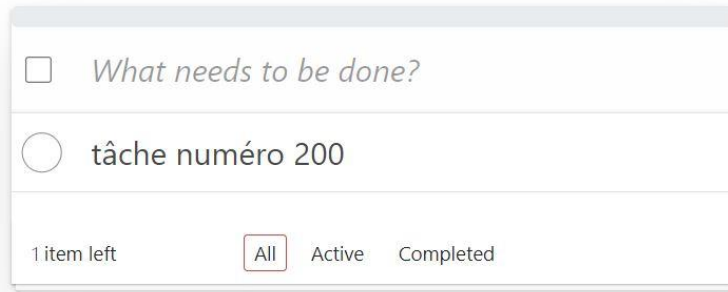 What needs to be done?
tâche numéro 200
1 item left All Active Completed